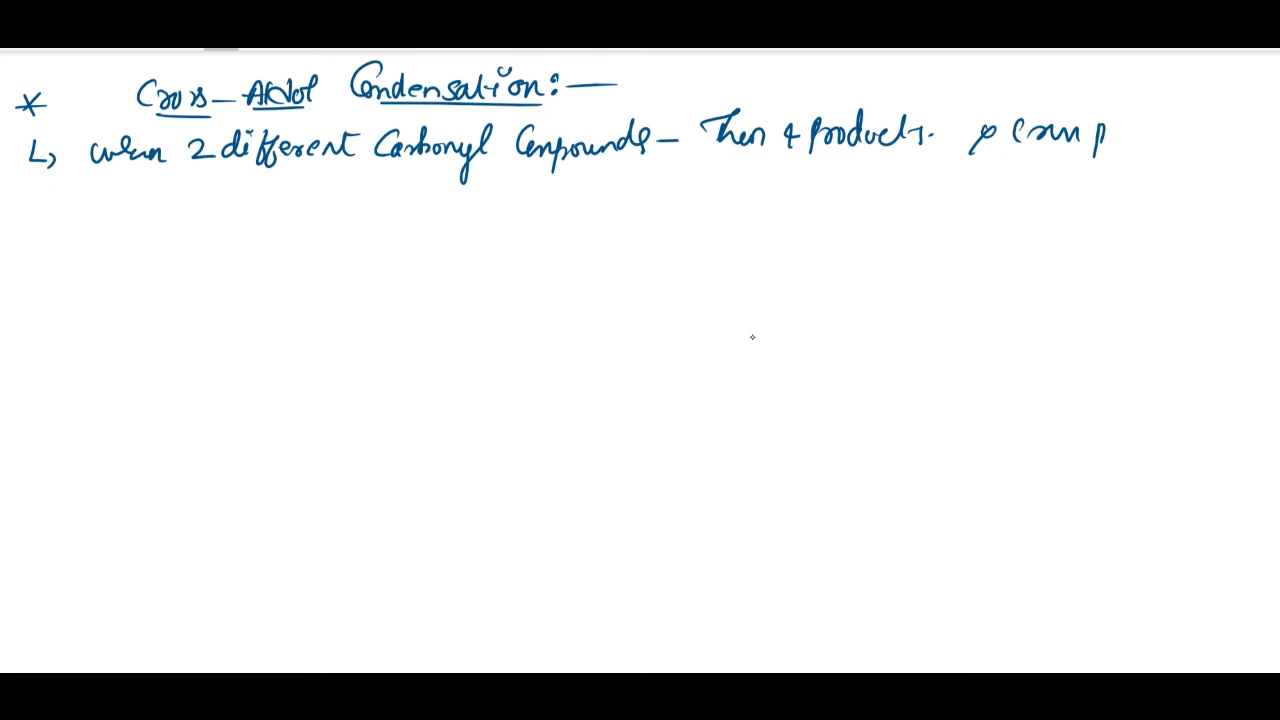 * Cross-Aldol Condensation:—
↳ when 2 different Carbonyl Compounds — Then 4 Products.